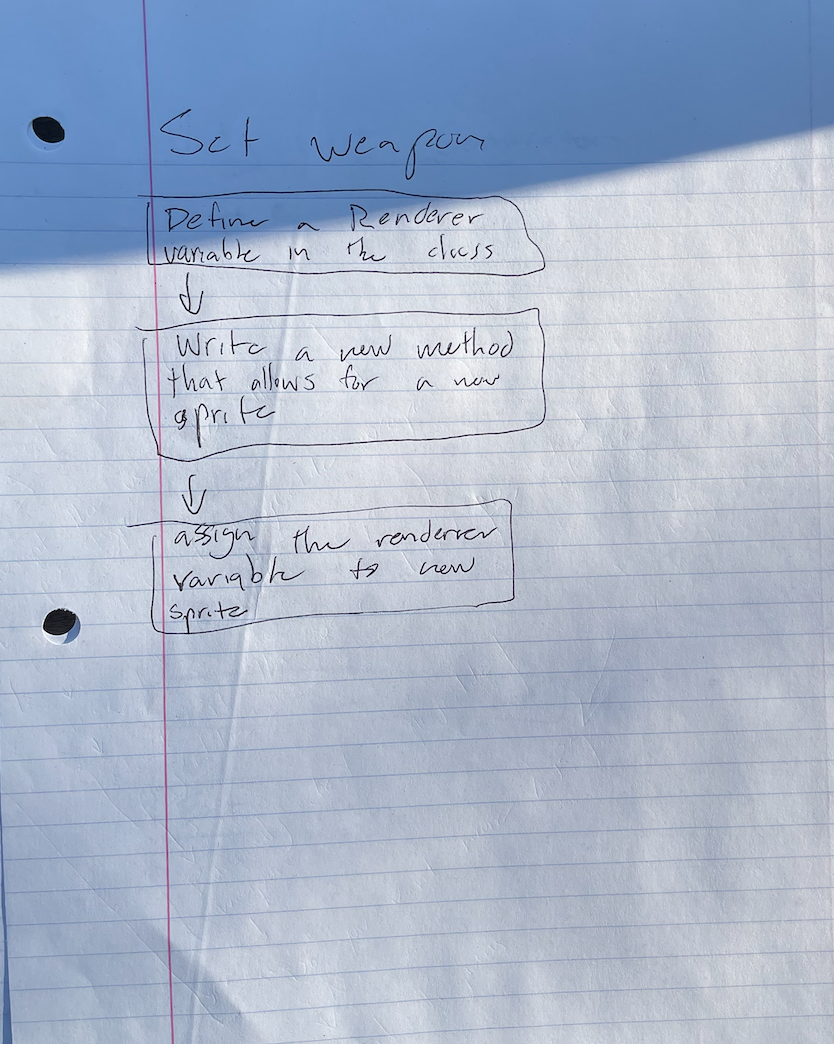 Set weapon
Define a Renderer
variable in the class
Write a new method
that allows for a new
sprite
assign the renderer
variable to new
sprite